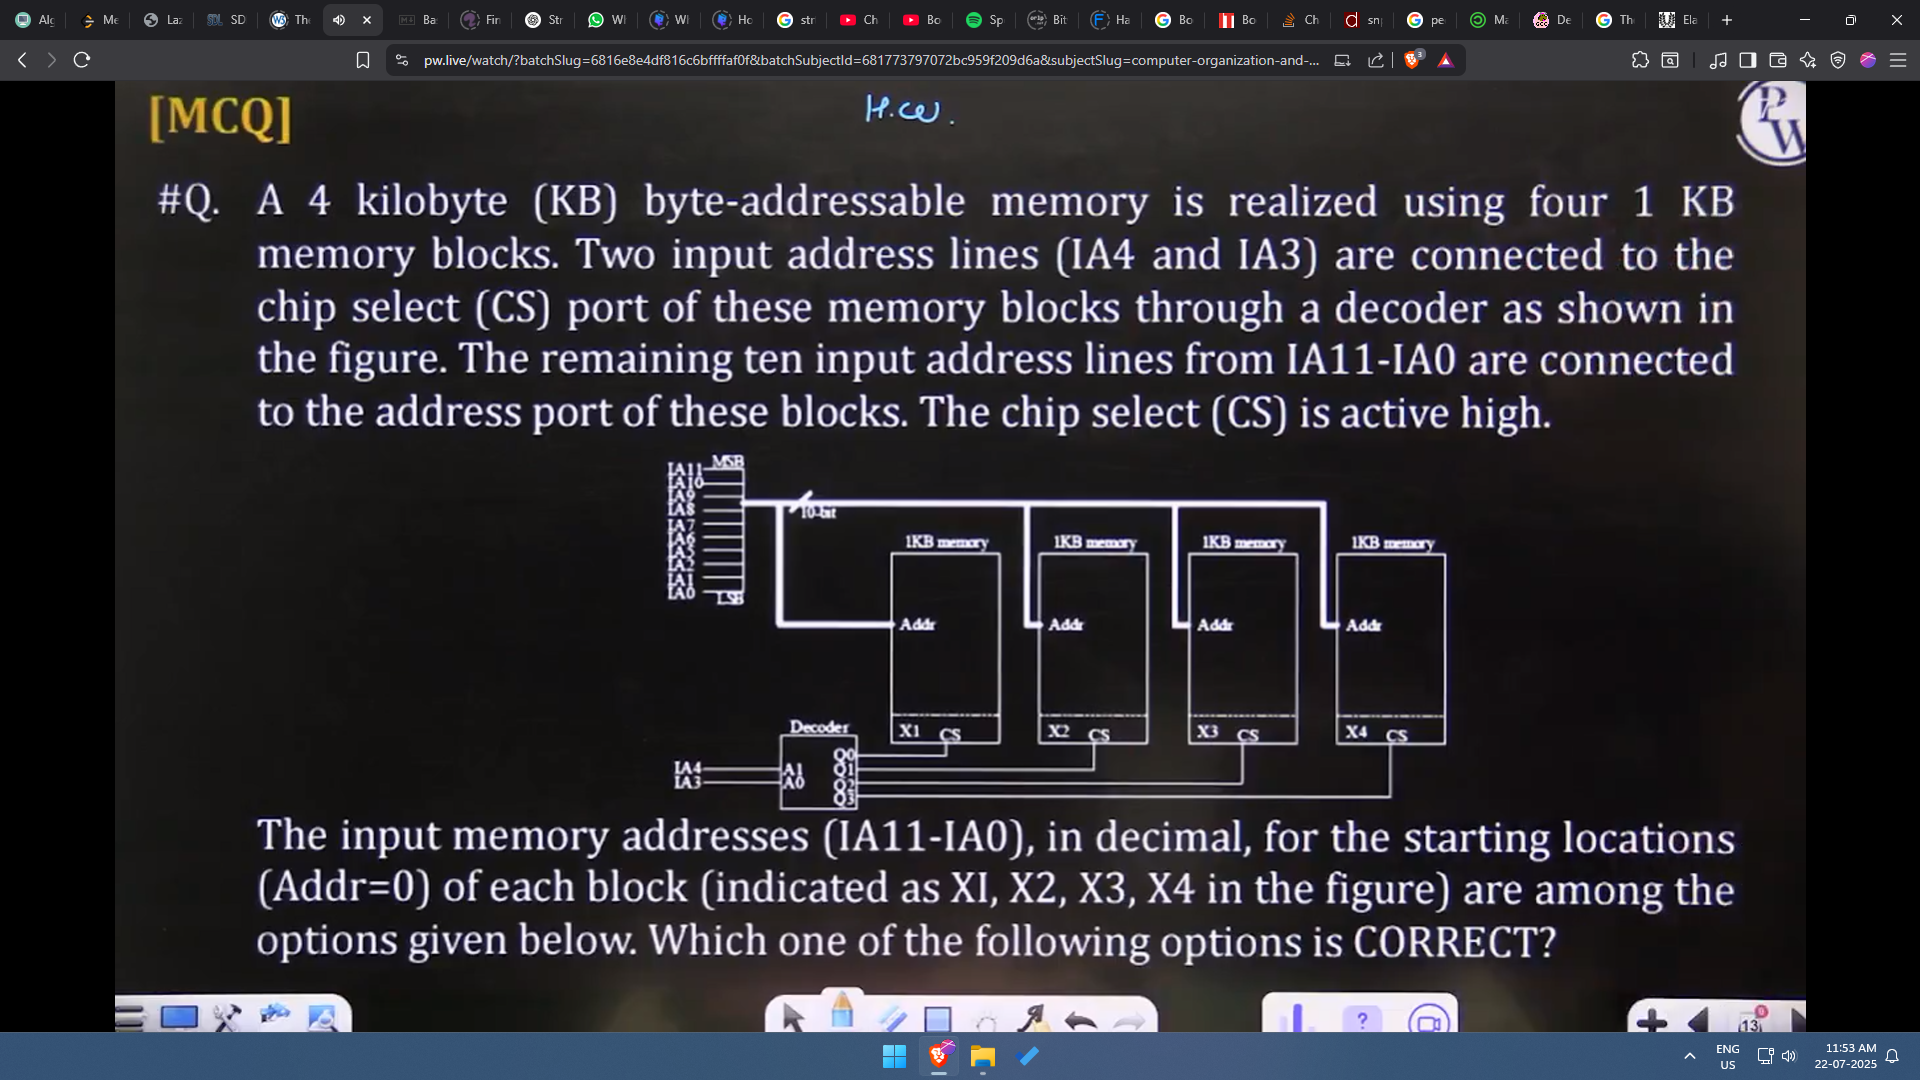 Alg
Me
Laz
SD
The
Ba
Fin
Str
Wl
Wl
Ho
str
Ch
Bo
Sp
Bit
Ha
Bo
Bo
Ch
sn
pe
Ma
De
Th
Ela
pw.live/watch/?batchSlug=6816e8e4df816c6bffffaf0f&batchSubjectId=681773797072bc959f209d6a&subjectSlug=computer-organization-and-...
3
[MCQ]
H.W.
PW
#Q. A 4 kilobyte (KB) byte-addressable memory is realized using four 1 KB
memory blocks. Two input address lines (IA4 and IA3) are connected to the
chip select (CS) port of these memory blocks through a decoder as shown in
the figure. The remaining ten input address lines from IA11-IA0 are connected
to the address port of these blocks. The chip select (CS) is active high.
IA11 MSB
IA10
IA9
IA8
10-bit
IA7
IA6
IA5
IA2
IA1
IA0 LSB
1KB memory 1KB memory 1KB memory 1KB memory
Addr Addr Addr Addr
X1 CS X2 CS X3 CS X4 CS
Decoder
Q0
IA4 A1 Q1
IA3 A0 Q2
Q3
The input memory addresses (IA11-IA0), in decimal, for the starting locations
(Addr=0) of each block (indicated as XI, X2, X3, X4 in the figure) are among the
options given below. Which one of the following options is CORRECT?
?
13
0
ENG
US
11:53 AM
22-07-2025